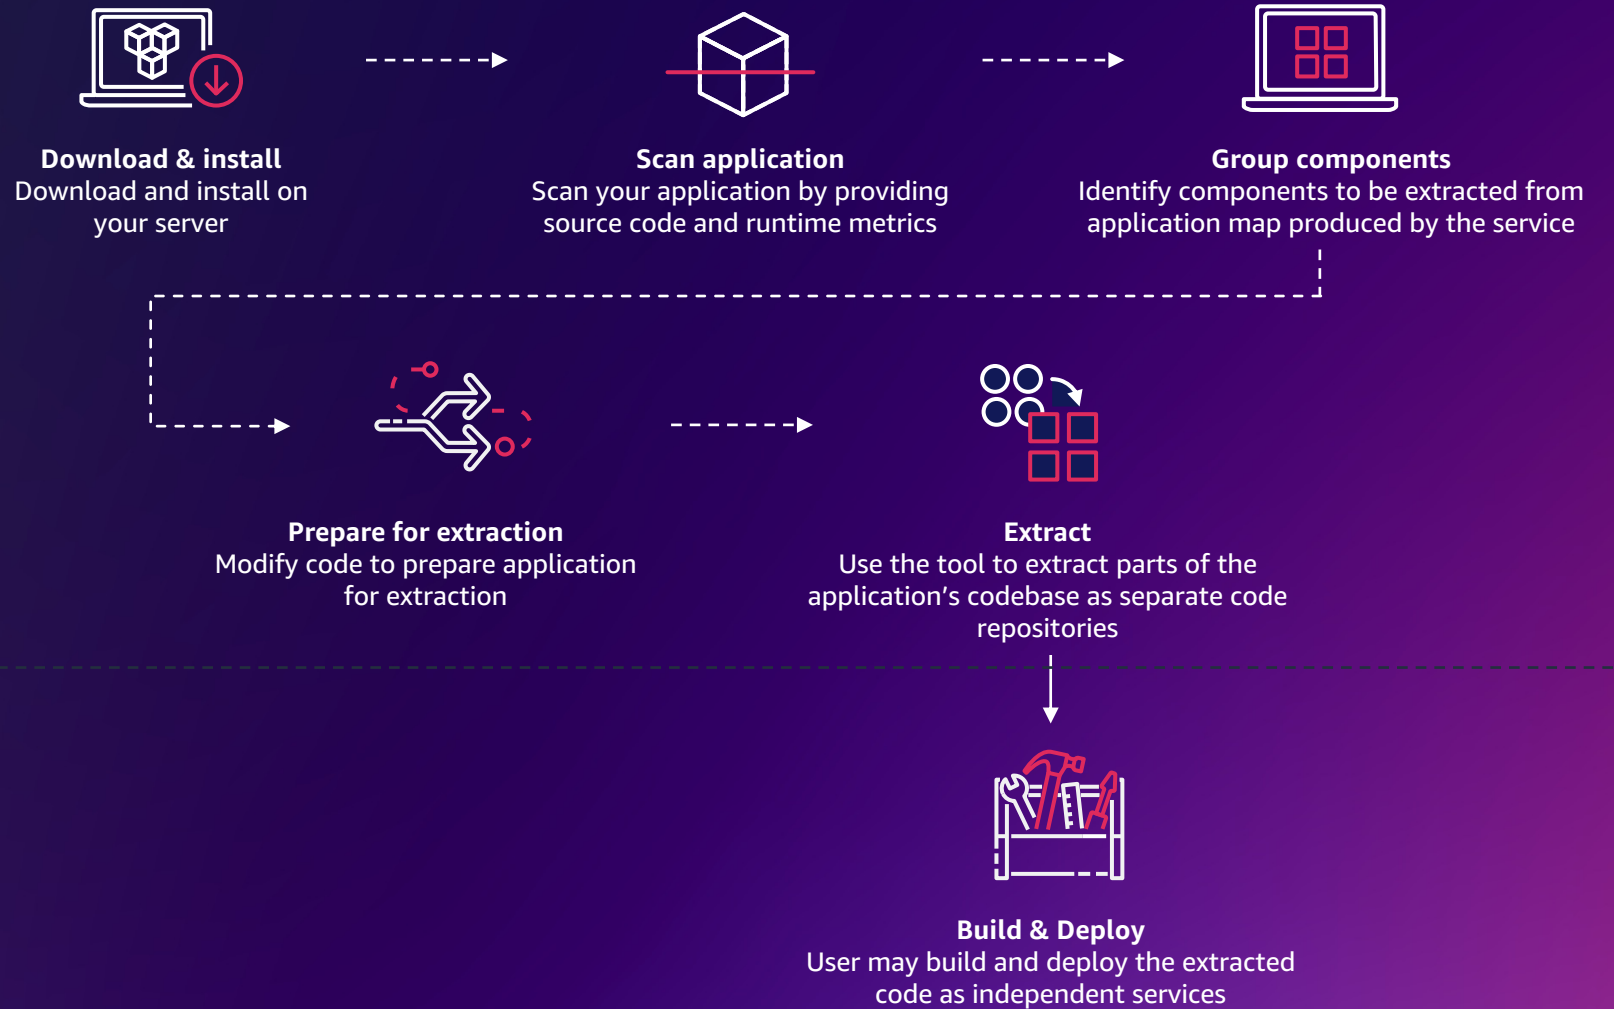 Download & install
Download and install on
your server
Scan application
Scan your application by providing
source code and runtime metrics
Group components
Identify components to be extracted from
application map produced by the service
Prepare for extraction
Modify code to prepare application
for extraction
Extract
Use the tool to extract parts of the
application’s codebase as separate code
repositories
Build & Deploy
User may build and deploy the extracted
code as independent services